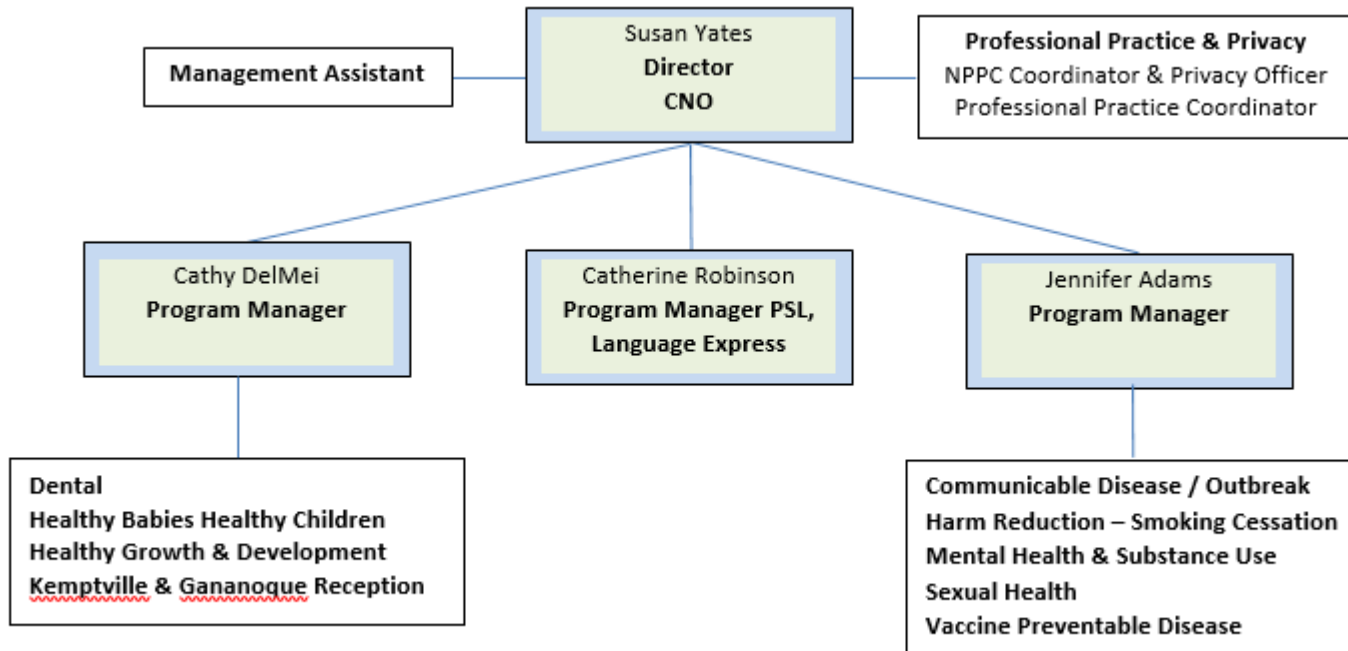 Susan Yates
Director
CNO
Management Assistant
Professional Practice & Privacy
NPPC Coordinator & Privacy Officer
Professional Practice Coordinator
Cathy DelMei
Program Manager
Catherine Robinson
Program Manager PSL,
Language Express
Jennifer Adams
Program Manager
Dental
Healthy Babies Healthy Children
Healthy Growth & Development
Kemptville & Gananoque Reception
Communicable Disease / Outbreak
Harm Reduction – Smoking Cessation
Mental Health & Substance Use
Sexual Health
Vaccine Preventable Disease